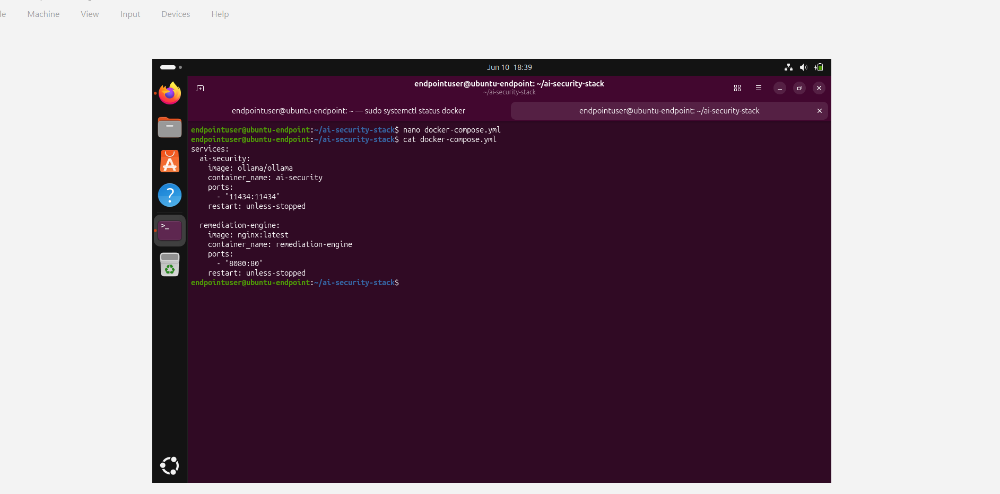 le Machine View Input Devices Help
Jun 10 18:39
endpointuser@ubuntu-endpoint: ~/ai-security-stack
~/ai-security-stack
endpointuser@ubuntu-endpoint: ~ — sudo systemctl status docker
endpointuser@ubuntu-endpoint: ~/ai-security-stack
endpointuser@ubuntu-endpoint:~/ai-security-stack$ nano docker-compose.yml
endpointuser@ubuntu-endpoint:~/ai-security-stack$ cat docker-compose.yml
services:
  ai-security:
    image: ollama/ollama
    container_name: ai-security
    ports:
      - "11434:11434"
    restart: unless-stopped

  remediation-engine:
    image: nginx:latest
    container_name: remediation-engine
    ports:
      - "8080:80"
    restart: unless-stopped
endpointuser@ubuntu-endpoint:~/ai-security-stack$